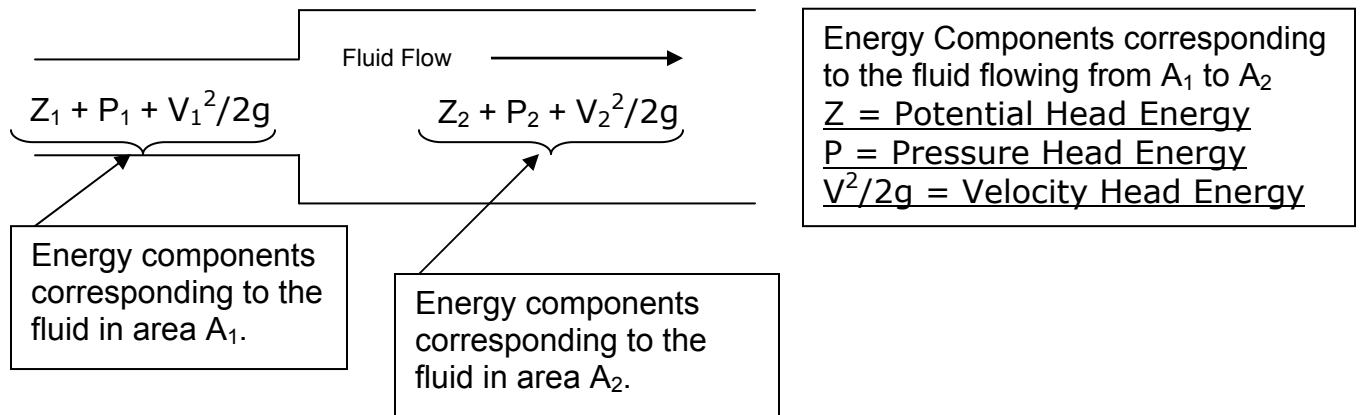 Fluid Flow
Z₁ + P₁ + V₁²/2g
Z₂ + P₂ + V₂²/2g
Energy components
corresponding to the
fluid in area A₁.
Energy components
corresponding to the
fluid in area A₂.
Energy Components corresponding
to the fluid flowing from A₁ to A₂
Z = Potential Head Energy
P = Pressure Head Energy
V²/2g = Velocity Head Energy